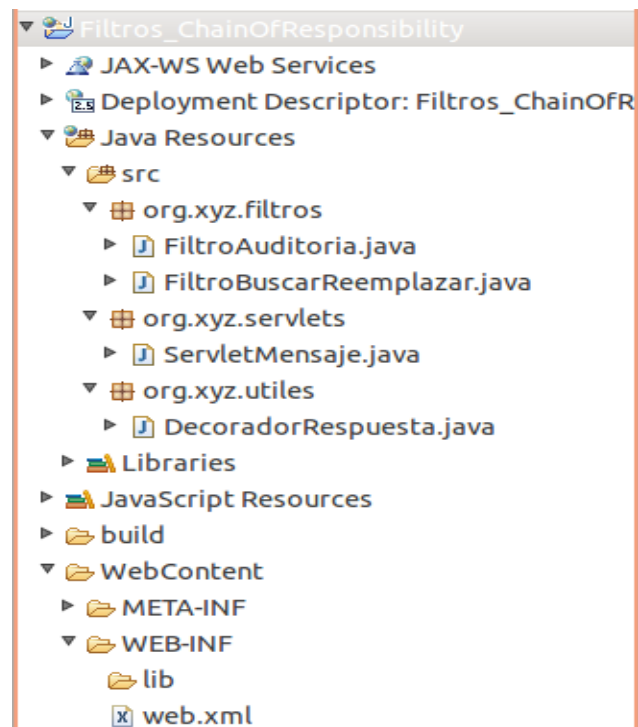 Filtros_ChainOfResponsibility
JAX-WS Web Services
2.5 Deployment Descriptor: Filtros_ChainOfR
Java Resources
src
org.xyz.filtros
J FiltroAuditoria.java
J FiltroBuscarReemplazar.java
org.xyz.servlets
J ServletMensaje.java
org.xyz.utiles
J DecoradorRespuesta.java
Libraries
JavaScript Resources
build
WebContent
META-INF
WEB-INF
lib
x web.xml